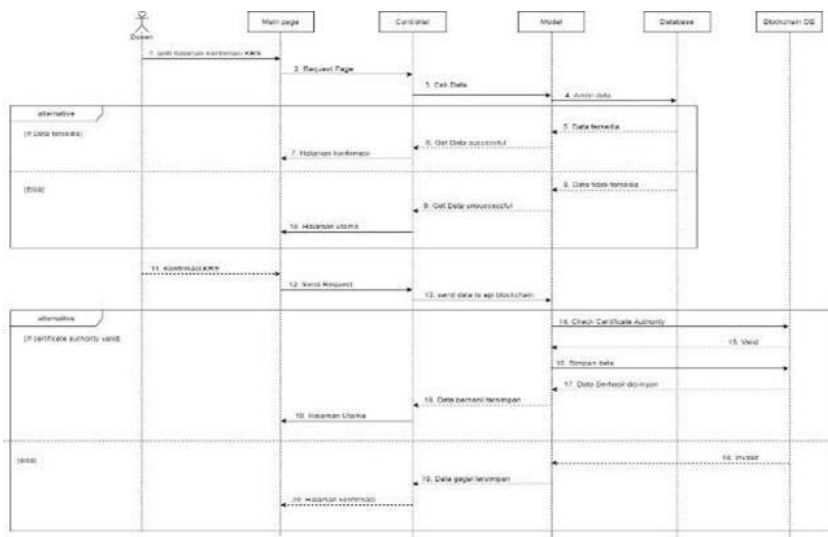 Dosen
Main page
Controller
Model
Database
Blockchain DB
1. pilih halaman konfirmasi KRS
2. Request Page
3. Call Data
4. Ambil data
alternative
[If Data tersedia]
5. Data tersedia
6. Get Data successful
7. Halaman konfirmasi
[Else]
8. Data tidak tersedia
9. Get Data unsuccessful
10. Halaman utama
11. Konfirmasi KRS
12. Send Request
13. send data to api blockchain
alternative
[If certificate authority valid]
14. Check Certificate Authority
15. Valid
16. Simpan data
17. Data berhasil disimpan
18. Data berhasil tersimpan
19. Halaman Utama
[else]
18. Invalid
19. Data gagal tersimpan
20. Halaman konfirmasi